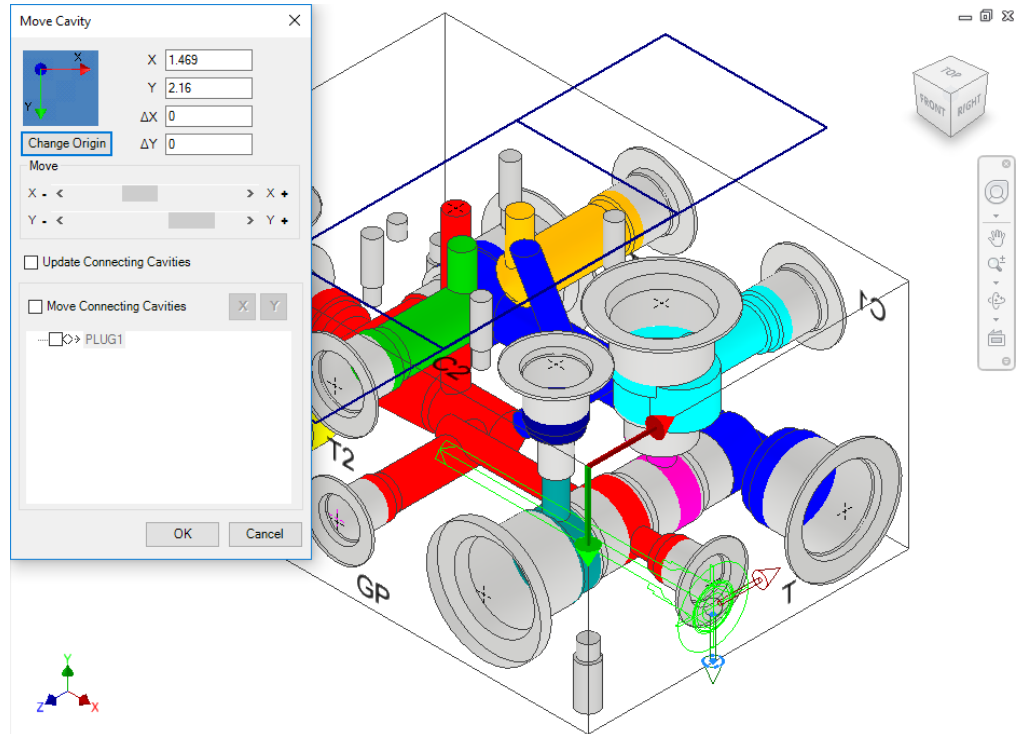 Move Cavity
X
Y
X 1.469
Y 2.16
ΔX 0
ΔY 0
Change Origin
Move
X - < > X +
Y - < > Y +
Update Connecting Cavities
Move Connecting Cavities X Y
PLUG1
OK Cancel
TOP
FRONT RIGHT
C1
C2
T2
GP
T
Y
Z X